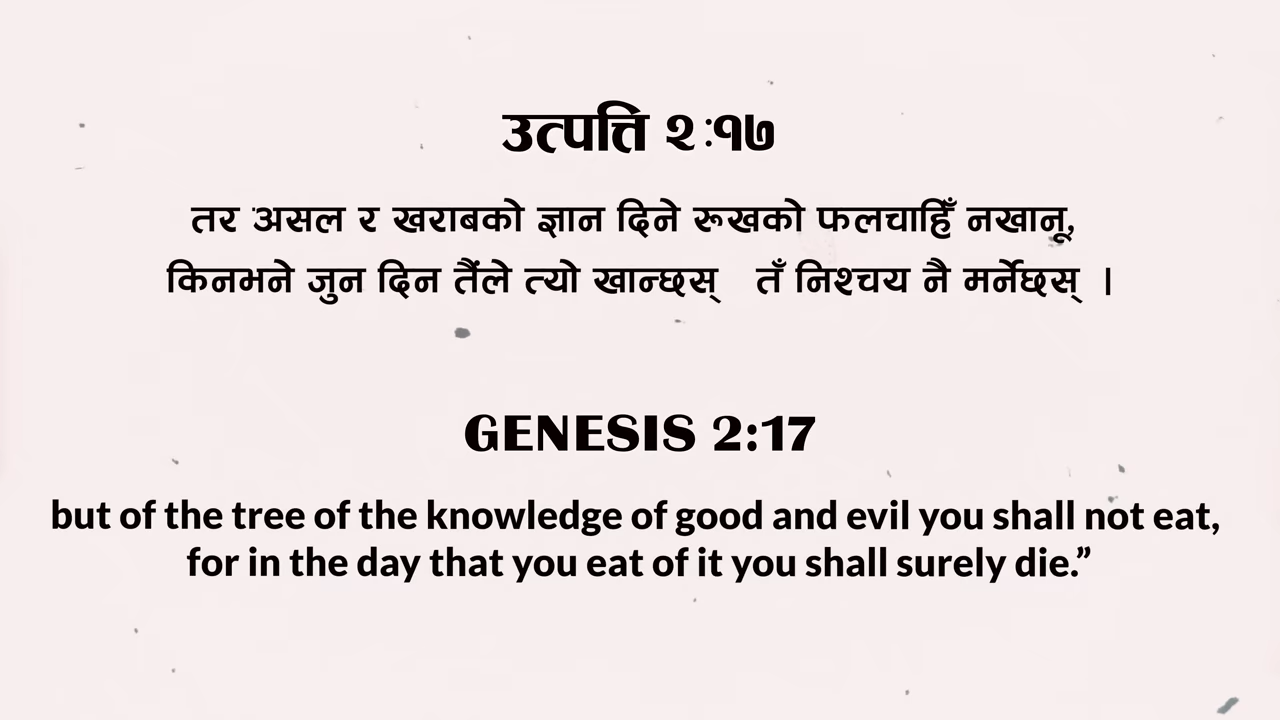 उत्पत्ति २:१७
तर असल र खराबको ज्ञान दिने रूखको फलचाहिँ नखानू,
किनभने जुन दिन तैंले त्यो खान्छस् तँ निश्चय नै मर्नेछस् ।
GENESIS 2:17
but of the tree of the knowledge of good and evil you shall not eat,
for in the day that you eat of it you shall surely die.”